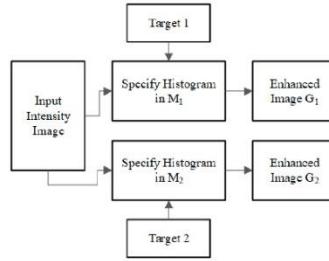 Target 1
Input
Intensity
Image
Specify Histogram
in M₁
Enhanced
Image G₁
Specify Histogram
in M₂
Enhanced
Image G₂
Target 2